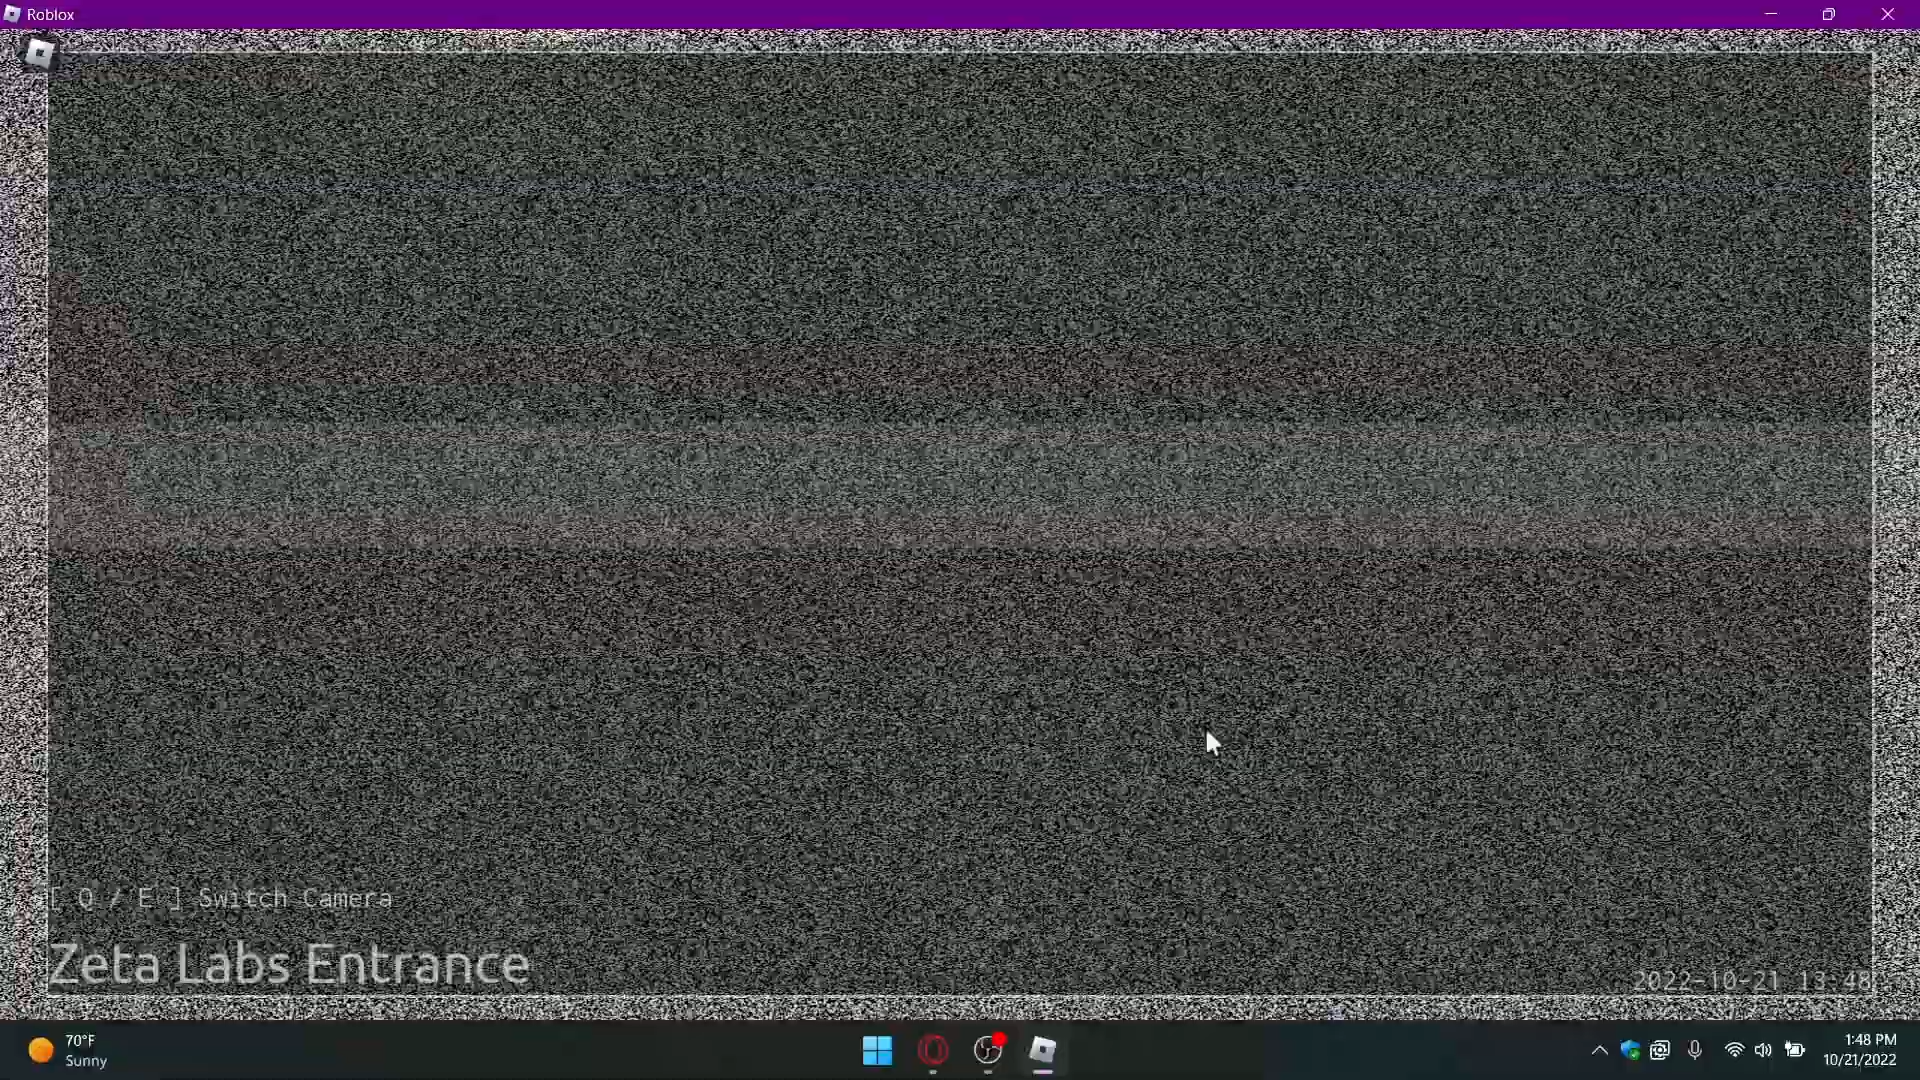 Roblox
[ Q / E ] Switch Camera
Zeta Labs Entrance
2022-10-21 13:48
70°F
Sunny
1:48 PM
10/21/2022